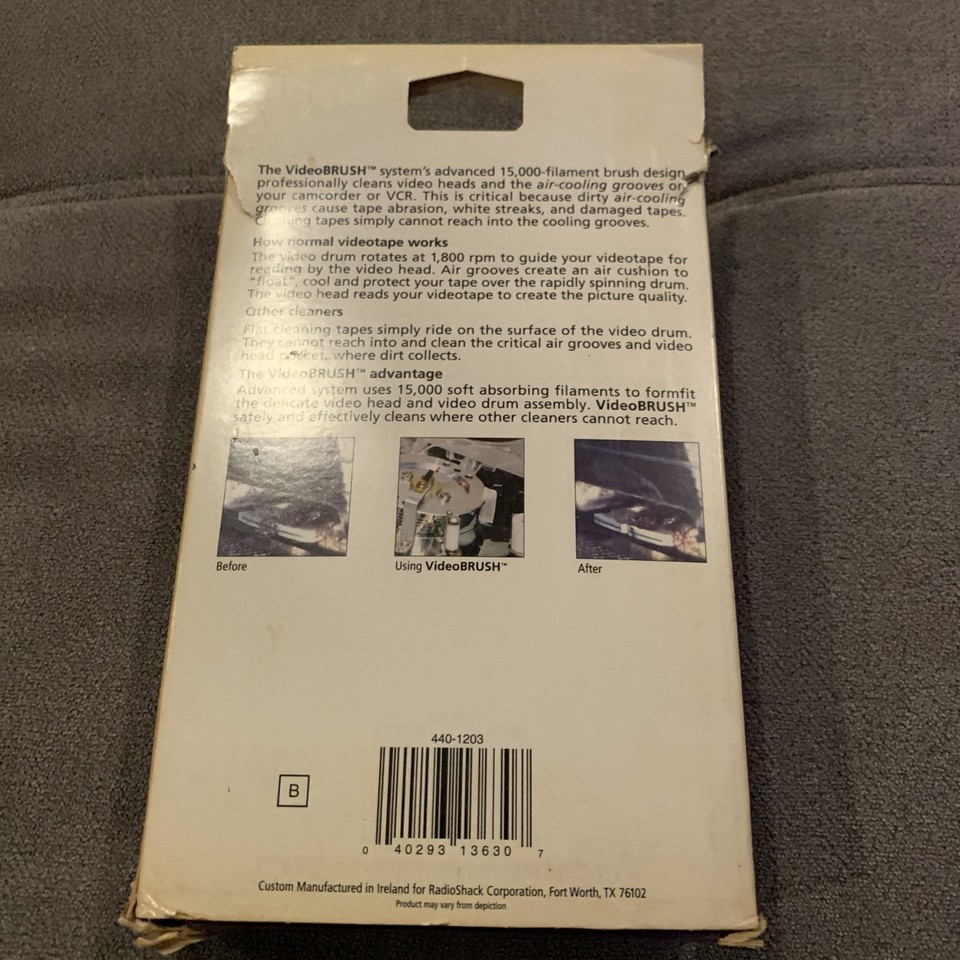 The VideoBRUSH™ system's advanced 15,000-filament brush design
professionally cleans video heads and the air-cooling grooves or
your camcorder or VCR. This is critical because dirty air-cooling
grooves cause tape abrasion, white streaks, and damaged tapes.
Cleaning tapes simply cannot reach into the cooling grooves.
How normal videotape works
The video drum rotates at 1,800 rpm to guide your videotape for
reading by the video head. Air grooves create an air cushion to
"float", cool and protect your tape over the rapidly spinning drum.
The video head reads your videotape to create the picture quality.
Other cleaners
Flat cleaning tapes simply ride on the surface of the video drum.
They cannot reach into and clean the critical air grooves and video
head pocket, where dirt collects.
The VideoBRUSH™ advantage
Advanced system uses 15,000 soft absorbing filaments to formfit
the delicate video head and video drum assembly. VideoBRUSH™
safely and effectively cleans where other cleaners cannot reach.
Before
Using VideoBRUSH™
After
440-1203
B
0 40293 13630 7
Custom Manufactured in Ireland for RadioShack Corporation, Fort Worth, TX 76102
Product may vary from depiction